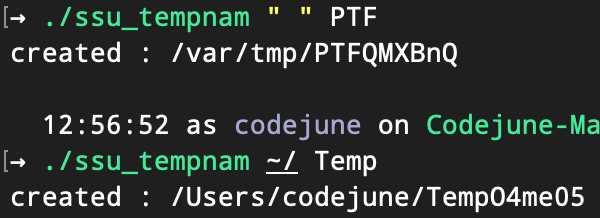 [→ ./ssu_tempnam " " PTF
created : /var/tmp/PTFQMXBnQ
12:56:52 as codejune on Codejune-Ma
[→ ./ssu_tempnam ~/ Temp
created : /Users/codejune/TempO4me05